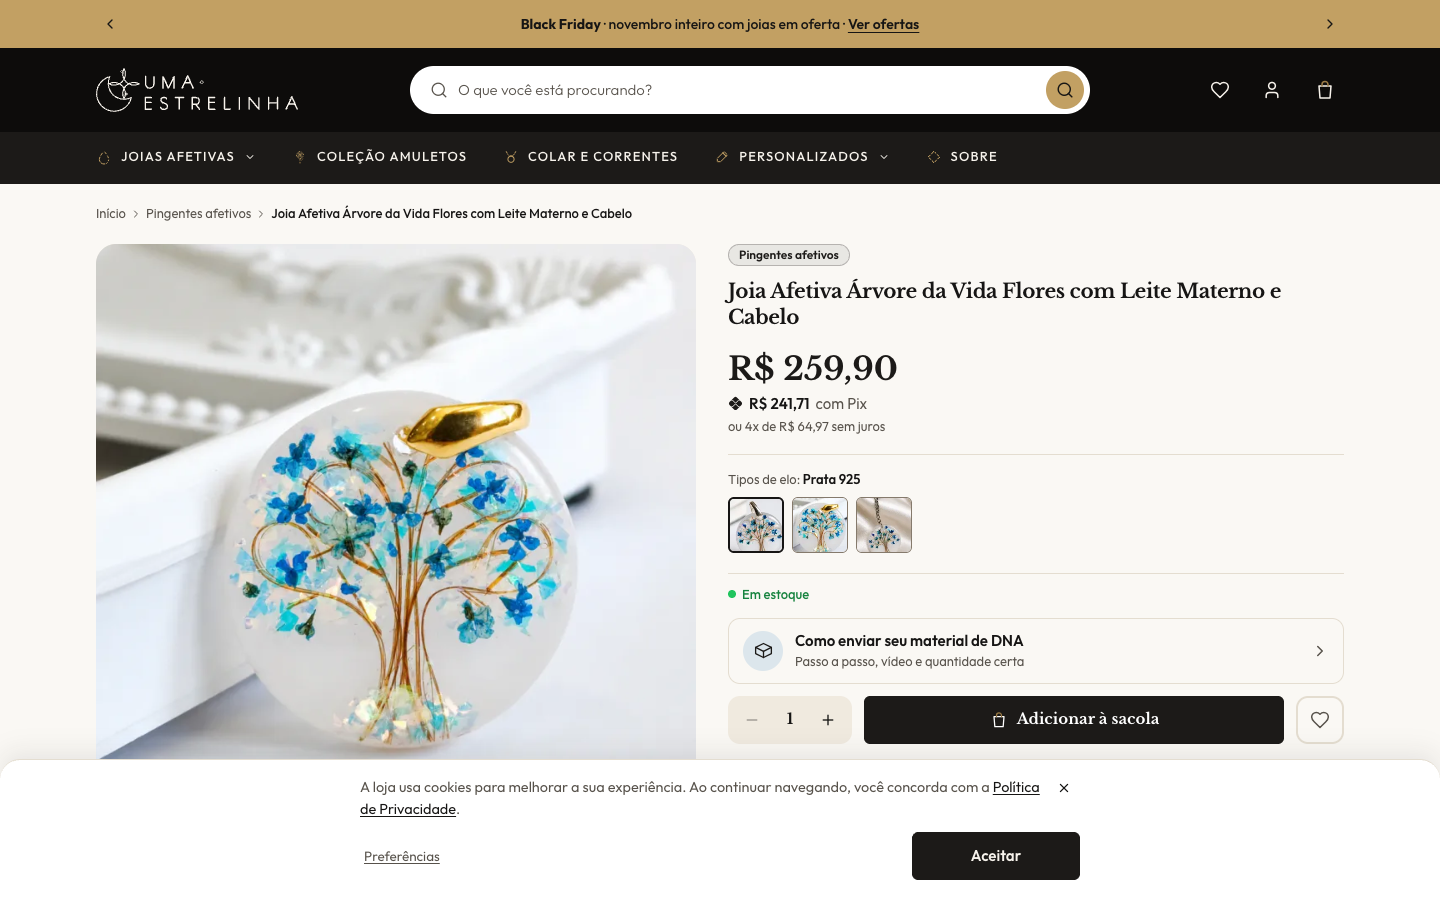 Black Friday · novembro inteiro com joias em oferta · Ver ofertas
UMA
ESTRELINHA
O que você está procurando?
JOIAS AFETIVAS
COLEÇÃO AMULETOS
COLAR E CORRENTES
PERSONALIZADOS
SOBRE
Início > Pingentes afetivos > Joia Afetiva Árvore da Vida Flores com Leite Materno e Cabelo
Pingentes afetivos
Joia Afetiva Árvore da Vida Flores com Leite Materno e
Cabelo
R$ 259,90
R$ 241,71 com Pix
ou 4x de R$ 64,97 sem juros
Tipos de elo: Prata 925
Em estoque
Como enviar seu material de DNA
Passo a passo, vídeo e quantidade certa
1
Adicionar à sacola
A loja usa cookies para melhorar a sua experiência. Ao continuar navegando, você concorda com a Política
de Privacidade.
Preferências
Aceitar